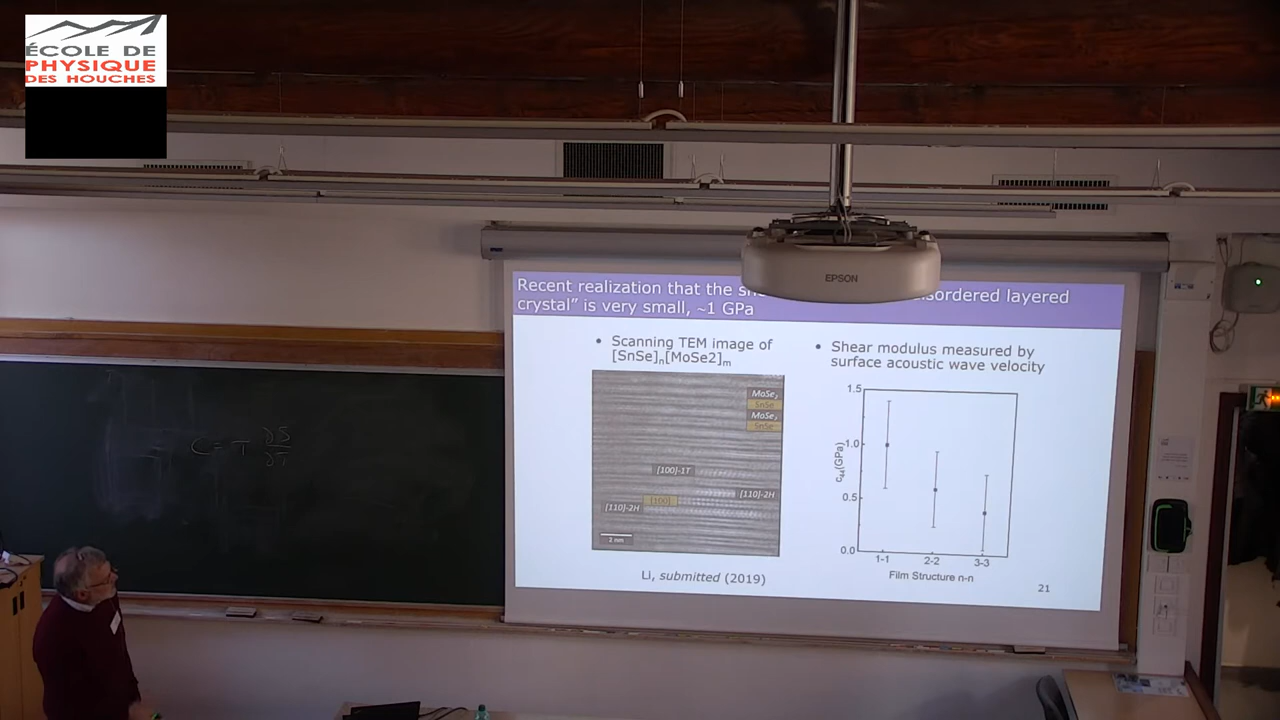 ÉCOLE DE
PHYSIQUE
DES HOUCHES
EPSON
Recent realization that the disordered layered
crystal” is very small, ~1 GPa
• Scanning TEM image of
[SnSe]n[MoSe2]m
MoSe2
SnSe
MoSe2
SnSe
[100]-1T
[110]-2H
[100]
[110]-2H
2 nm
Li, submitted (2019)
• Shear modulus measured by
surface acoustic wave velocity
1.5
1.0
0.5
0.0
c44(GPa)
1-1
2-2
3-3
Film Structure n-n
21
C = T ∂S/∂T